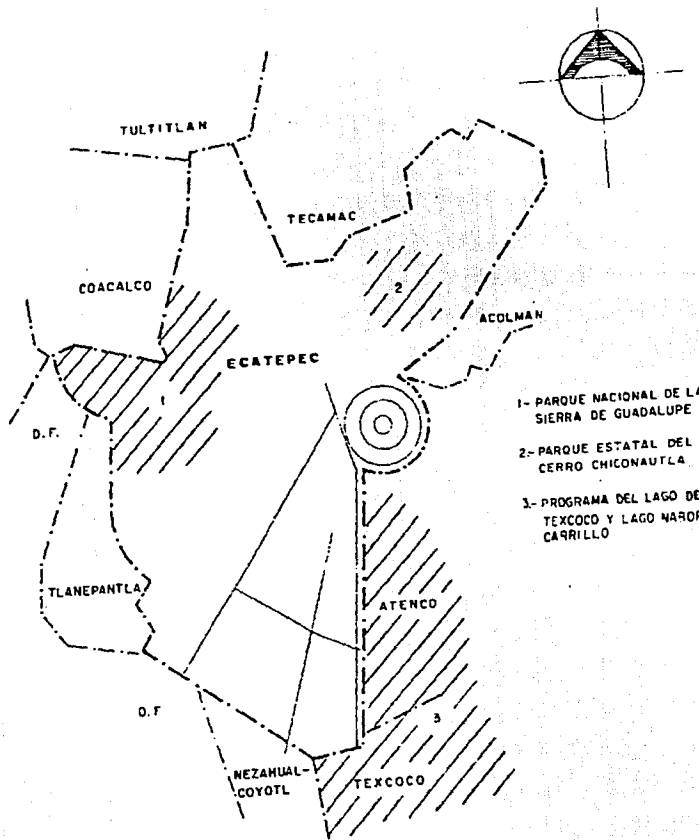 TULTITLAN
TECAMAC
COACALCO
2
ACOLMAN
ECATEPEC
1
D.F.
1- PARQUE NACIONAL DE LA
SIERRA DE GUADALUPE
2- PARQUE ESTATAL DEL
CERRO CHICONAUTLA
3.- PROGRAMA DEL LAGO DE
TEXCOCO Y LAGO
CARRILLO
TLANEPANTLA
ATENCO
D.F
3
NEZAHUAL-
COYOTL
TEXCOCO